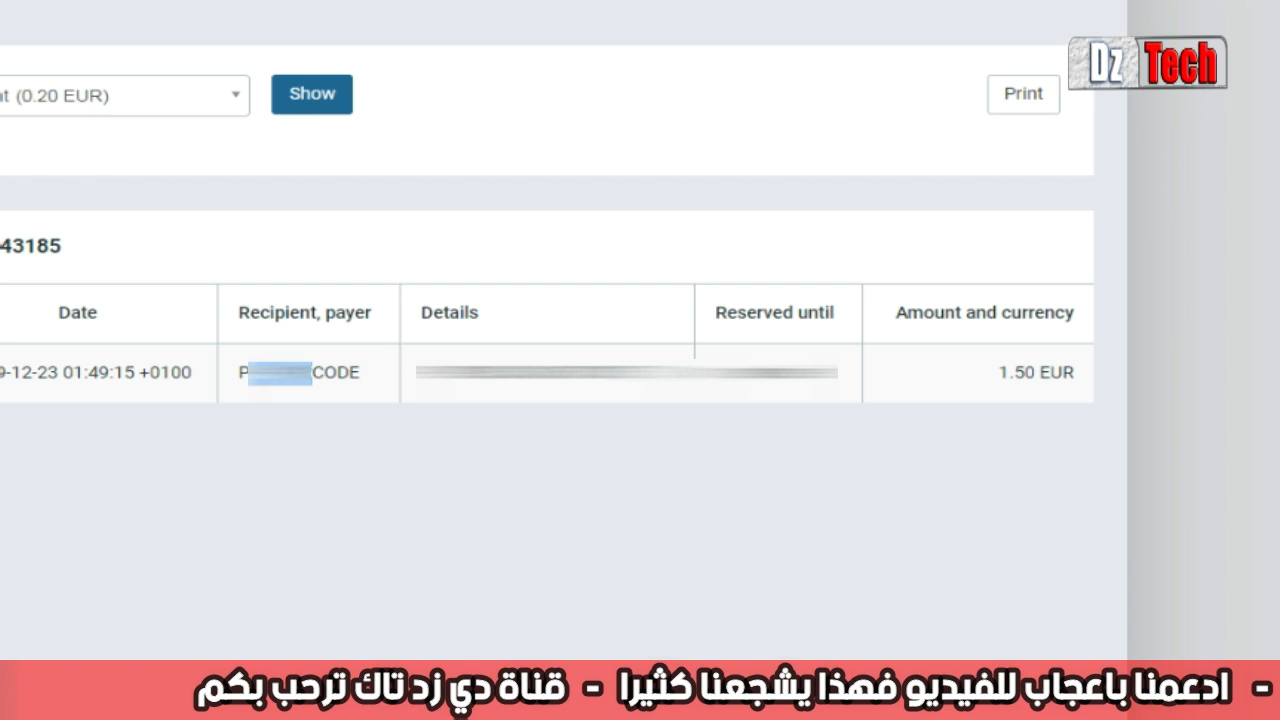 (0.20 EUR)
Show
Print
Dz Tech
43185
Date
Recipient, payer
Details
Reserved until
Amount and currency
-12-23 01:49:15 +0100
CODE
1.50 EUR
- ادعمنا باعجاب للفيديو فهذا يشجعنا كثيرا - قناة دي زد تاك ترحب بكم